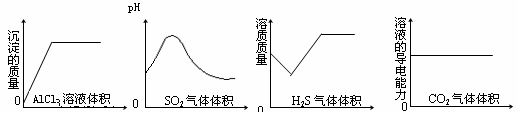 沉淀的质量
0
AlCl3溶液体积
pH
0
SO2气体体积
溶质质量
0
H2S气体体积
溶液的导电能力
0
CO2气体体积